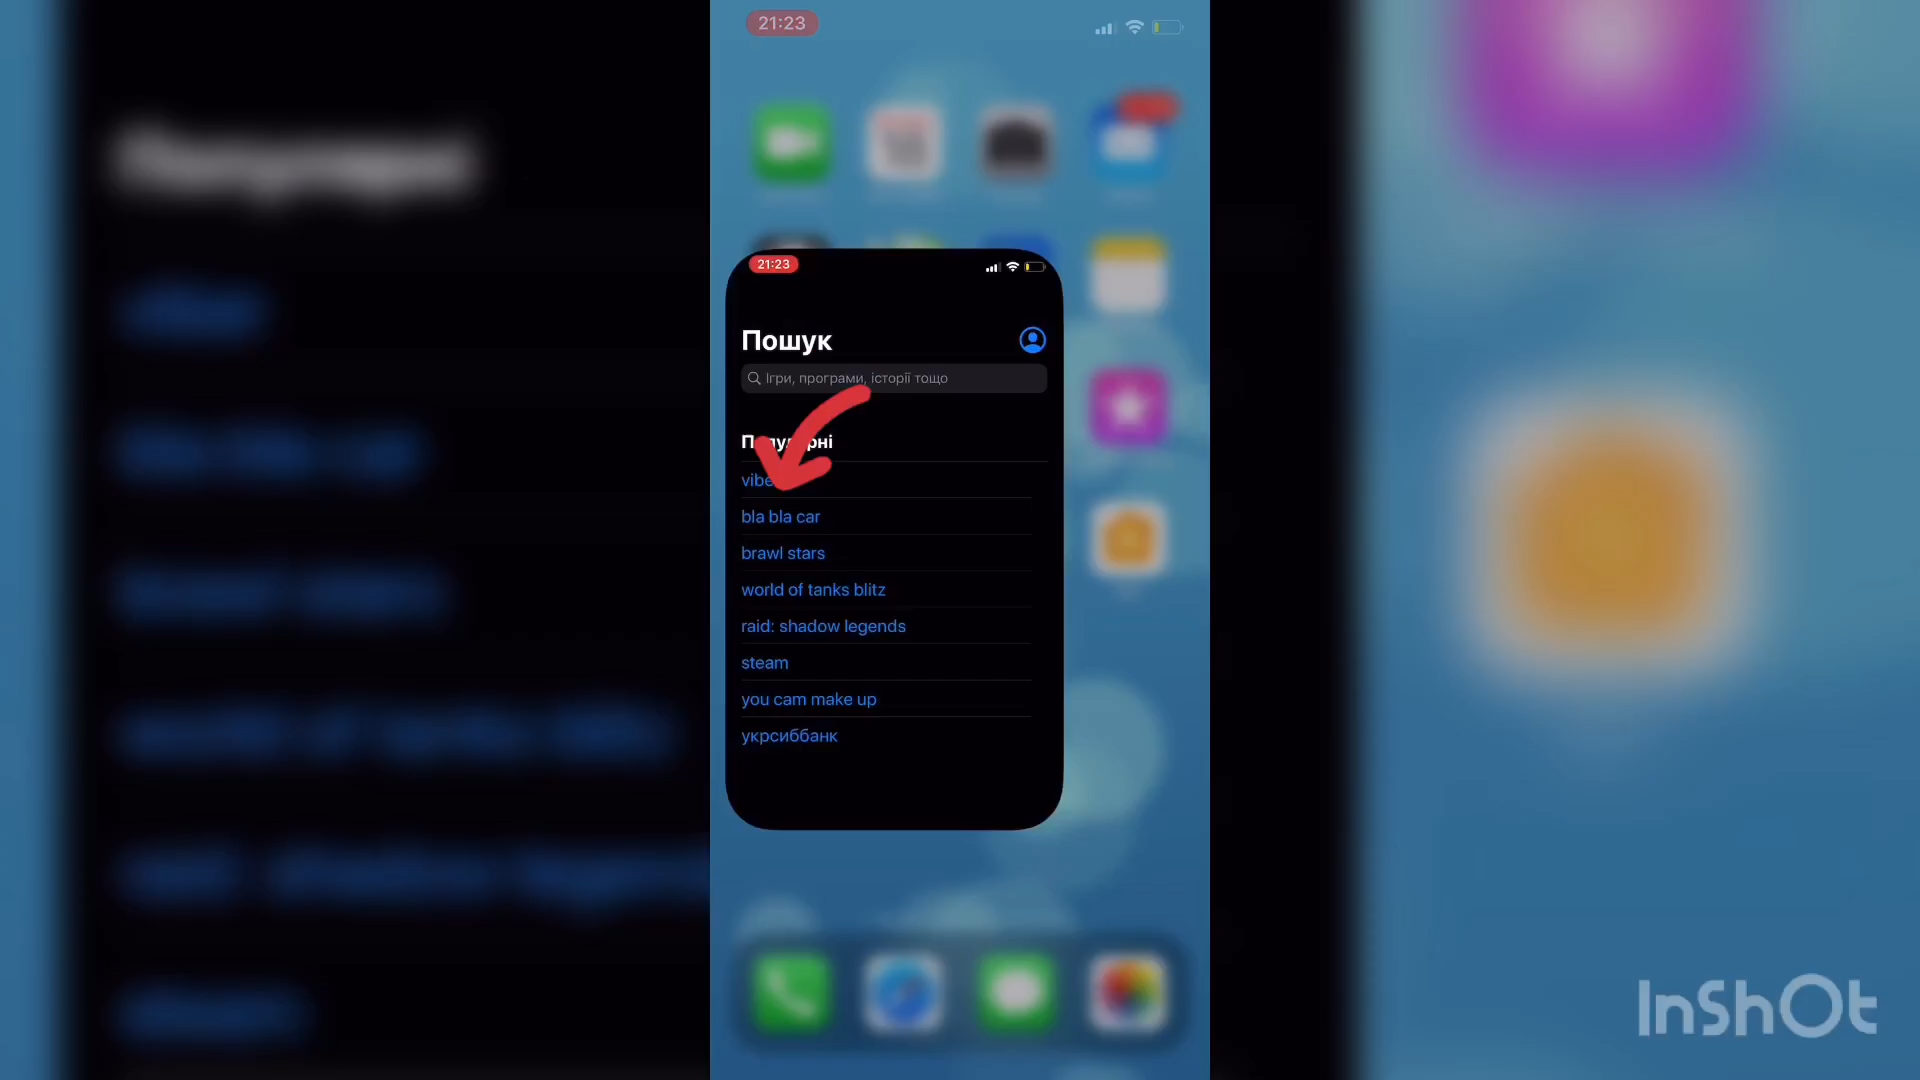 21:23
21:23
Пошук
Ігри, програми, історії тощо
bla bla car
brawl stars
world of tanks blitz
raid: shadow legends
steam
you cam make up
укрсиббанк
InShOt